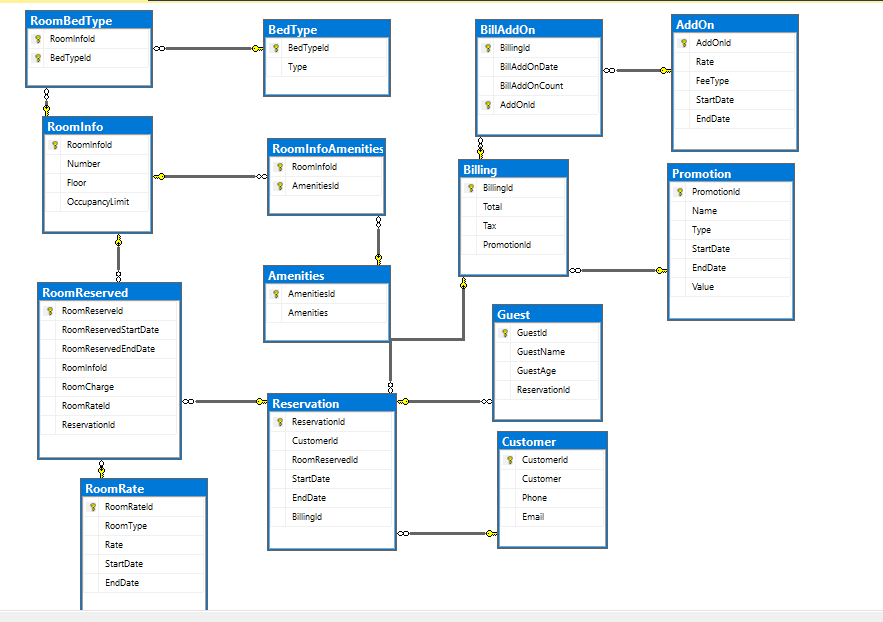 RoomBedType
RoomInfoId
BedTypeId
BedType
BedTypeId
Type
BillAddOn
BillingId
BillAddOnDate
BillAddOnCount
AddOnId
AddOn
AddOnId
Rate
FeeType
StartDate
EndDate
RoomInfo
RoomInfoId
Number
Floor
OccupancyLimit
RoomInfoAmenities
RoomInfoId
AmenitiesId
Billing
BillingId
Total
Tax
PromotionId
Promotion
PromotionId
Name
Type
StartDate
EndDate
Value
Amenities
AmenitiesId
Amenities
RoomReserved
RoomReserveId
RoomReservedStartDate
RoomReservedEndDate
RoomInfoId
RoomCharge
RoomRateId
ReservationId
Guest
GuestId
GuestName
GuestAge
ReservationId
Reservation
ReservationId
CustomerId
RoomReservedId
StartDate
EndDate
BillingId
Customer
CustomerId
Customer
Phone
Email
RoomRate
RoomRateId
RoomType
Rate
StartDate
EndDate